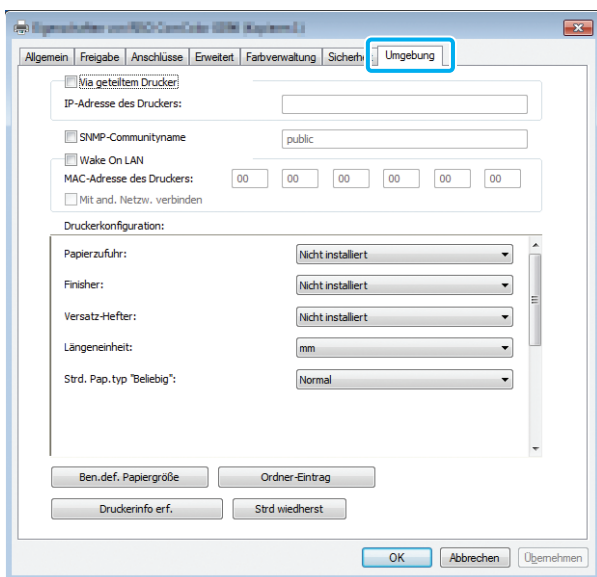 Allgemein Freigabe Anschlüsse Erweitert Farbverwaltung Umgebung
Via geteiltem Drucker
IP-Adresse des Druckers:
SNMP-Communityname public
Wake On LAN
MAC-Adresse des Druckers: 00 00 00 00 00 00
Mit and. Netzw. verbinden
Druckerkonfiguration:
Papierzufuhr: Nicht installiert
Finisher: Nicht installiert
Versatz-Hefter: Nicht installiert
Längeneinheit: mm
Strd. Pap.typ "Beliebig": Normal
Ben.def. Papiergröße Ordner-Eintrag
Druckerinfo erf. Strd wiedherst
OK Abbrechen Übernehmen